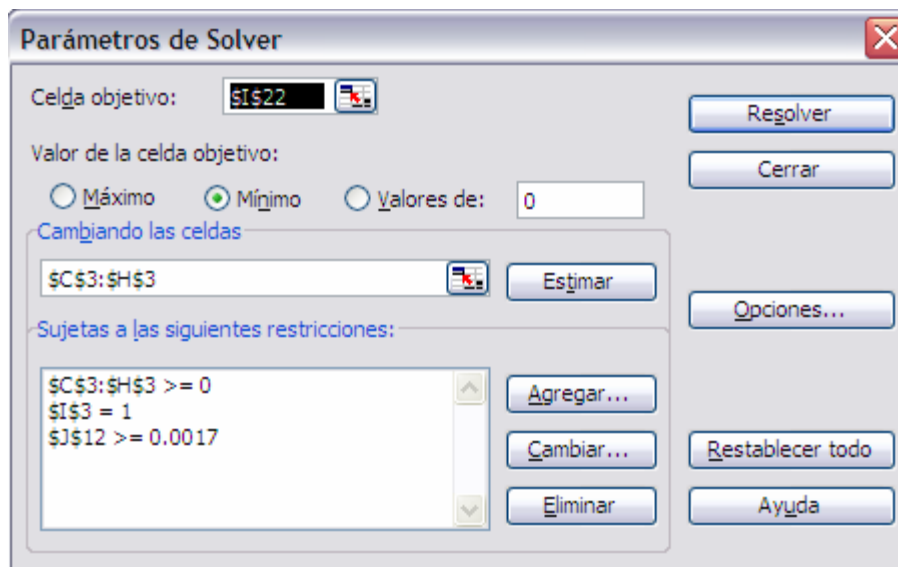 Parámetros de Solver
Celda objetivo: $I$22
Resolver
Valor de la celda objetivo:
Cerrar
Máximo Mínimo Valores de: 0
Cambiando las celdas
$C$3:$H$3 Estimar
Opciones...
Sujetas a las siguientes restricciones:
$C$3:$H$3 >= 0
$I$3 = 1
$J$12 >= 0.0017
Agregar...
Cambiar...
Restablecer todo
Eliminar
Ayuda